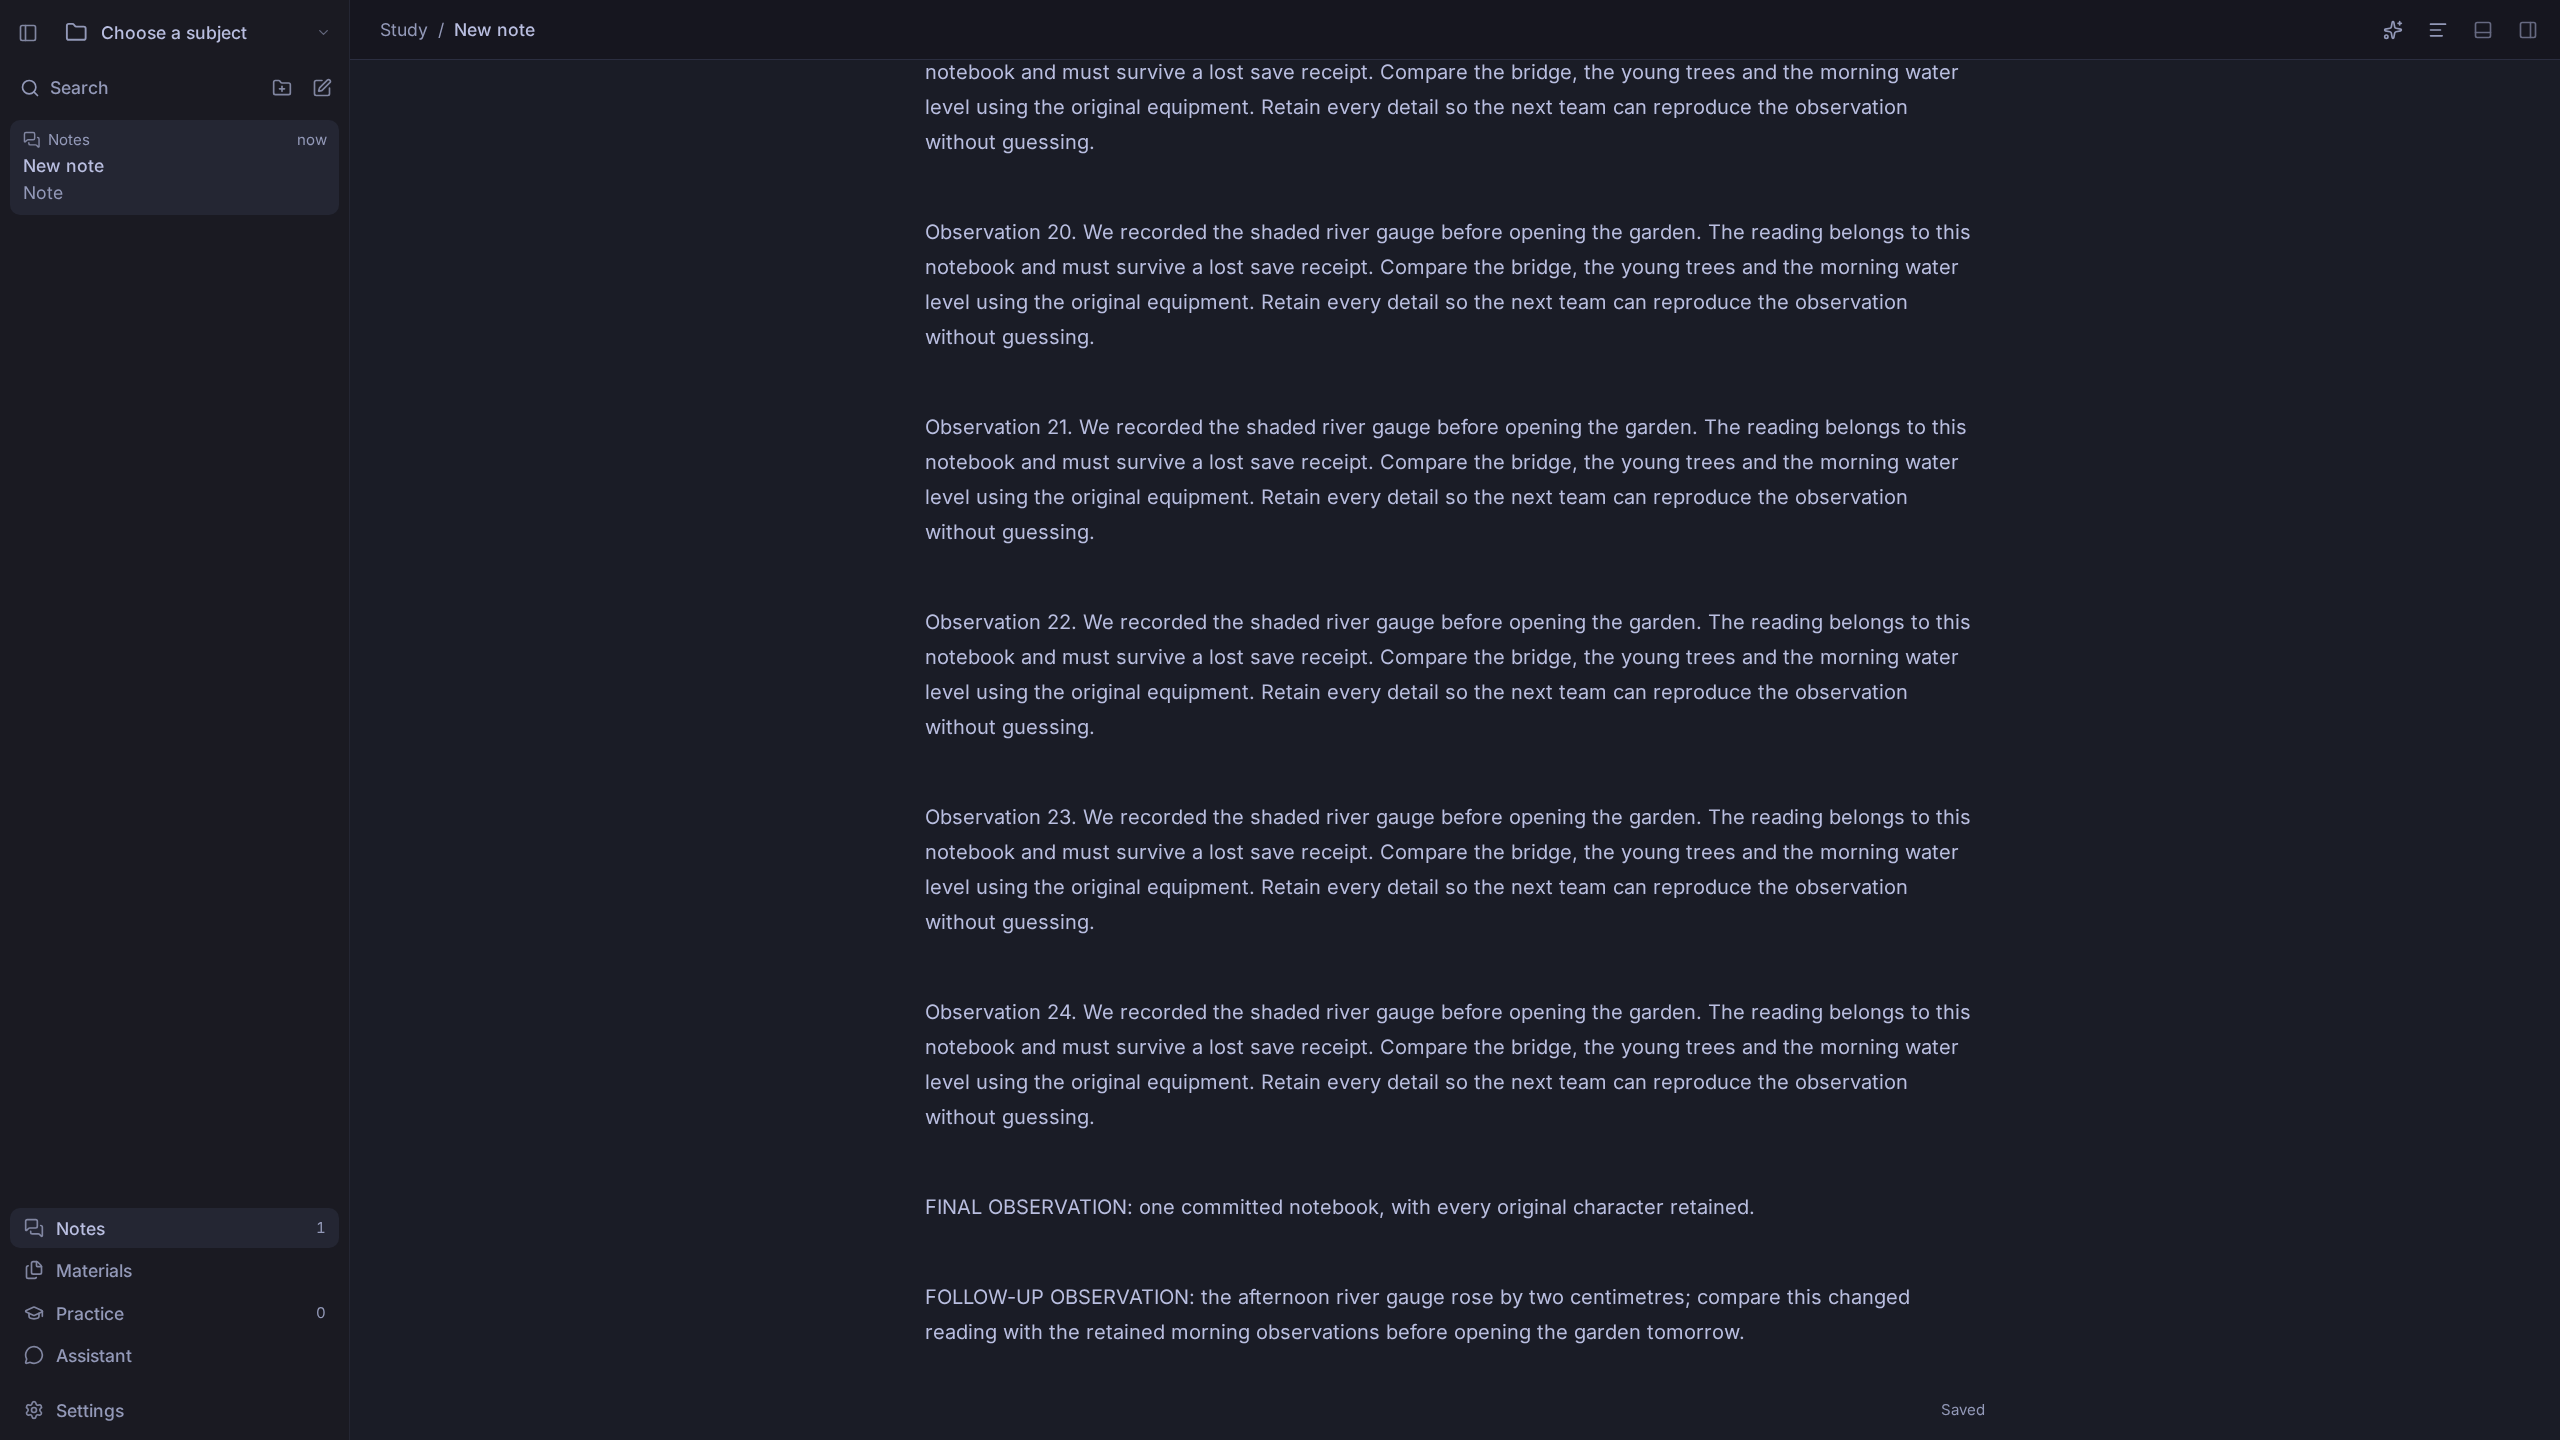 Choose a subject
Search
Notes
now
New note
Note
Notes
1
Materials
Practice
0
Assistant
Settings
Study / New note
notebook and must survive a lost save receipt. Compare the bridge, the young trees and the morning water
level using the original equipment. Retain every detail so the next team can reproduce the observation
without guessing.
Observation 20. We recorded the shaded river gauge before opening the garden. The reading belongs to this
notebook and must survive a lost save receipt. Compare the bridge, the young trees and the morning water
level using the original equipment. Retain every detail so the next team can reproduce the observation
without guessing.
Observation 21. We recorded the shaded river gauge before opening the garden. The reading belongs to this
notebook and must survive a lost save receipt. Compare the bridge, the young trees and the morning water
level using the original equipment. Retain every detail so the next team can reproduce the observation
without guessing.
Observation 22. We recorded the shaded river gauge before opening the garden. The reading belongs to this
notebook and must survive a lost save receipt. Compare the bridge, the young trees and the morning water
level using the original equipment. Retain every detail so the next team can reproduce the observation
without guessing.
Observation 23. We recorded the shaded river gauge before opening the garden. The reading belongs to this
notebook and must survive a lost save receipt. Compare the bridge, the young trees and the morning water
level using the original equipment. Retain every detail so the next team can reproduce the observation
without guessing.
Observation 24. We recorded the shaded river gauge before opening the garden. The reading belongs to this
notebook and must survive a lost save receipt. Compare the bridge, the young trees and the morning water
level using the original equipment. Retain every detail so the next team can reproduce the observation
without guessing.
FINAL OBSERVATION: one committed notebook, with every original character retained.
FOLLOW-UP OBSERVATION: the afternoon river gauge rose by two centimetres; compare this changed
reading with the retained morning observations before opening the garden tomorrow.
Saved